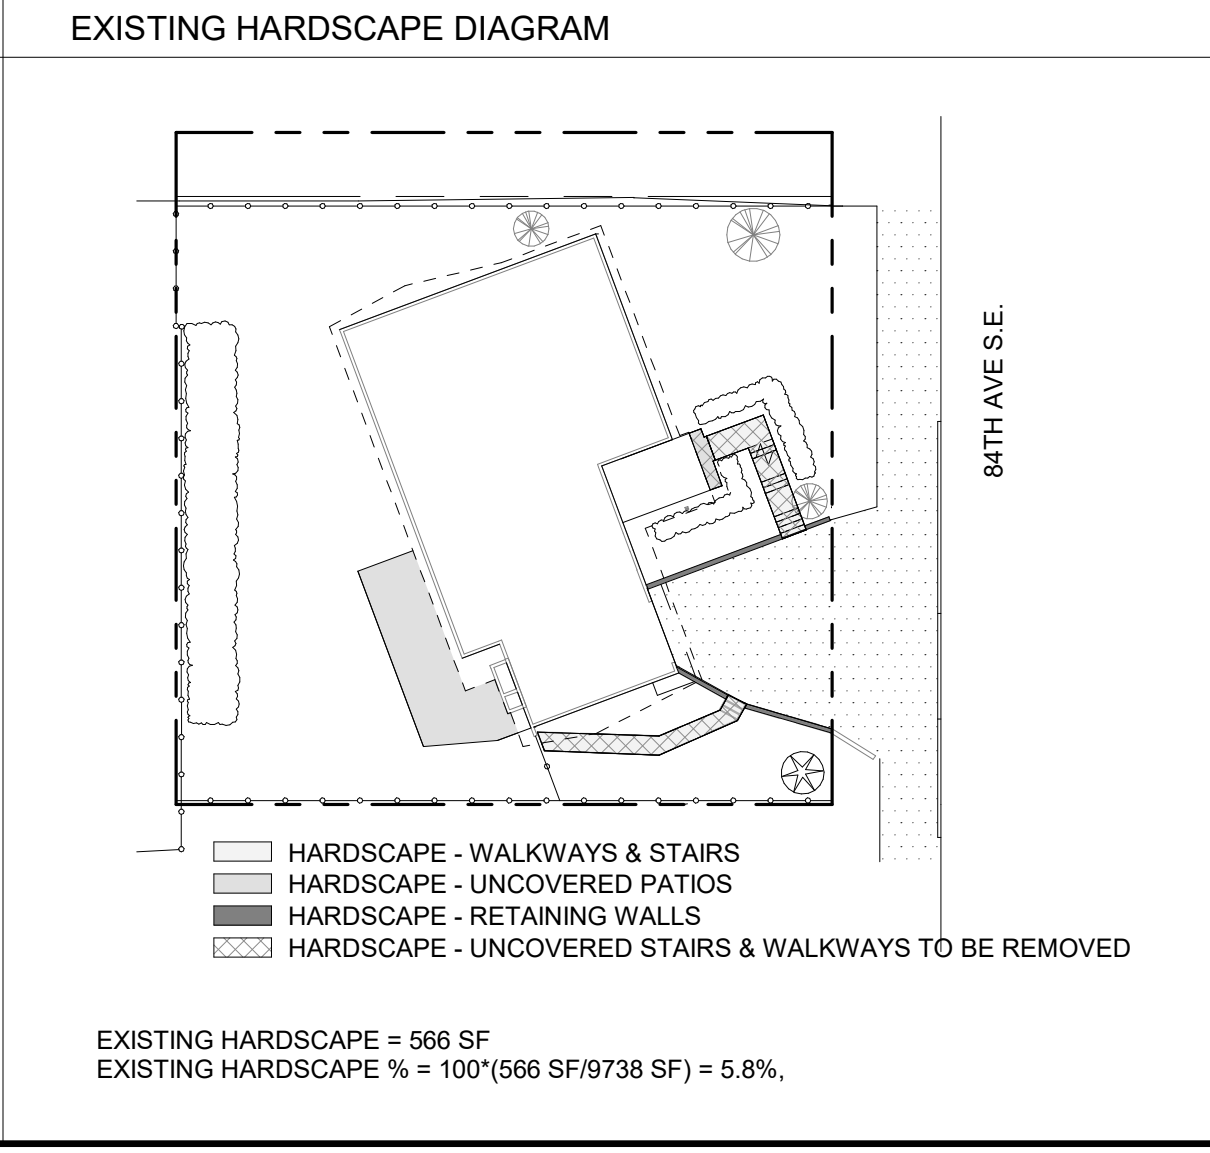 EXISTING HARDSCAPE DIAGRAM
84TH AVE S.E.
HARDSCAPE - WALKWAYS & STAIRS
HARDSCAPE - UNCOVERED PATIOS
HARDSCAPE - RETAINING WALLS
HARDSCAPE - UNCOVERED STAIRS & WALKWAYS TO BE REMOVED
EXISTING HARDSCAPE = 566 SF
EXISTING HARDSCAPE % = 100*(566 SF/9738 SF) = 5.8%,